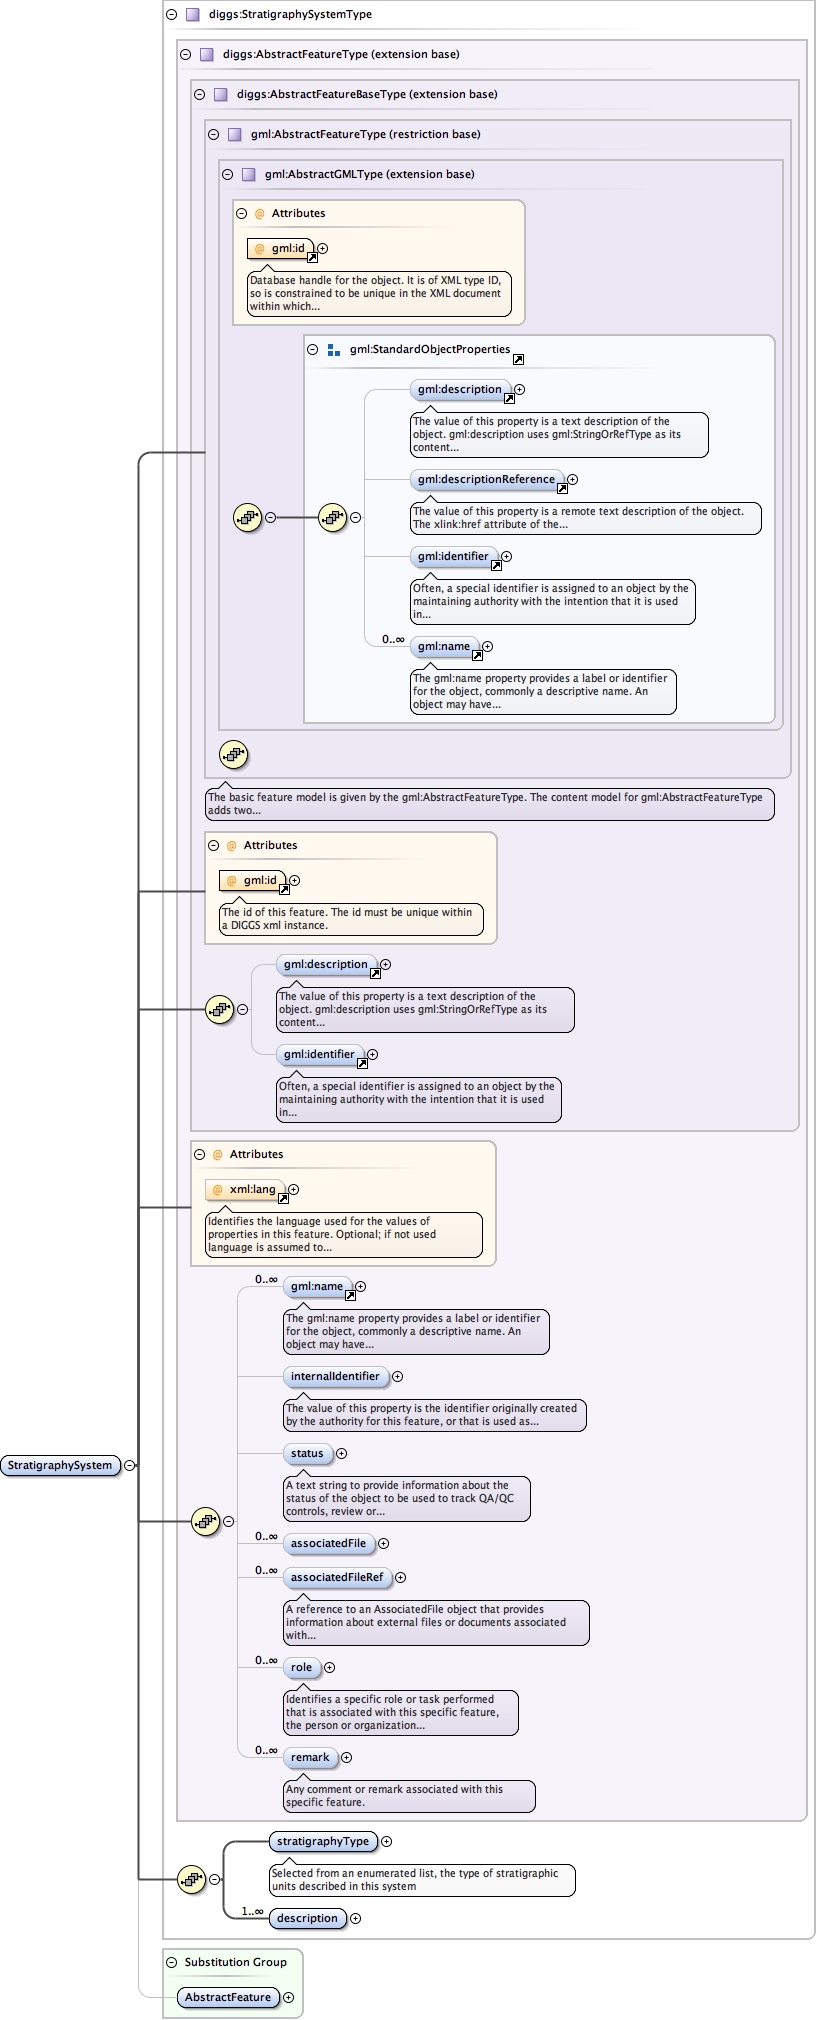 diggs:StratigraphySystemType
diggs:AbstractFeatureType (extension base)
diggs:AbstractFeatureBaseType (extension base)
gml:AbstractFeatureType (restriction base)
gml:AbstractGMLType (extension base)
@ Attributes
@ gml:id
Database handle for the object. It is of XML type ID,
so is constrained to be unique in the XML document
within which...
gml:StandardObjectProperties
gml:description
The value of this property is a text description of the
object. gml:description uses gml:StringOrRefType as its
content...
gml:descriptionReference
The value of this property is a remote text description of the object.
The xlink:href attribute of the...
gml:identifier
Often, a special identifier is assigned to an object by the
maintaining authority with the intention that it is used
in...
0..∞
gml:name
The gml:name property provides a label or identifier
for the object, commonly a descriptive name. An
object may have...
The basic feature model is given by the gml:AbstractFeatureType. The content model for gml:AbstractFeatureType
adds two...
@ Attributes
@ gml:id
The id of this feature. The id must be unique within
a DIGGS xml instance.
gml:description
The value of this property is a text description of the
object. gml:description uses gml:StringOrRefType as its
content...
gml:identifier
Often, a special identifier is assigned to an object by the
maintaining authority with the intention that it is used
in...
@ Attributes
@ xml:lang
Identifies the language used for the values of
properties in this feature. Optional; if not used
language is assumed to...
0..∞
gml:name
The gml:name property provides a label or identifier
for the object, commonly a descriptive name. An
object may have...
internalIdentifier
The value of this property is the identifier originally created
by the authority for this feature, or that is used as...
status
A text string to provide information about the
status of the object to be used to track QA/QC
controls, review or...
StratigraphySystem
0..∞
associatedFile
0..∞
associatedFileRef
A reference to an AssociatedFile object that provides
information about external files or documents associated
with...
0..∞
role
Identifies a specific role or task performed
that is associated with this specific feature,
the person or organization...
0..∞
remark
Any comment or remark associated with this
specific feature.
stratigraphyType
Selected from an enumerated list, the type of stratigraphic
units described in this system
1..∞
description
Substitution Group
AbstractFeature